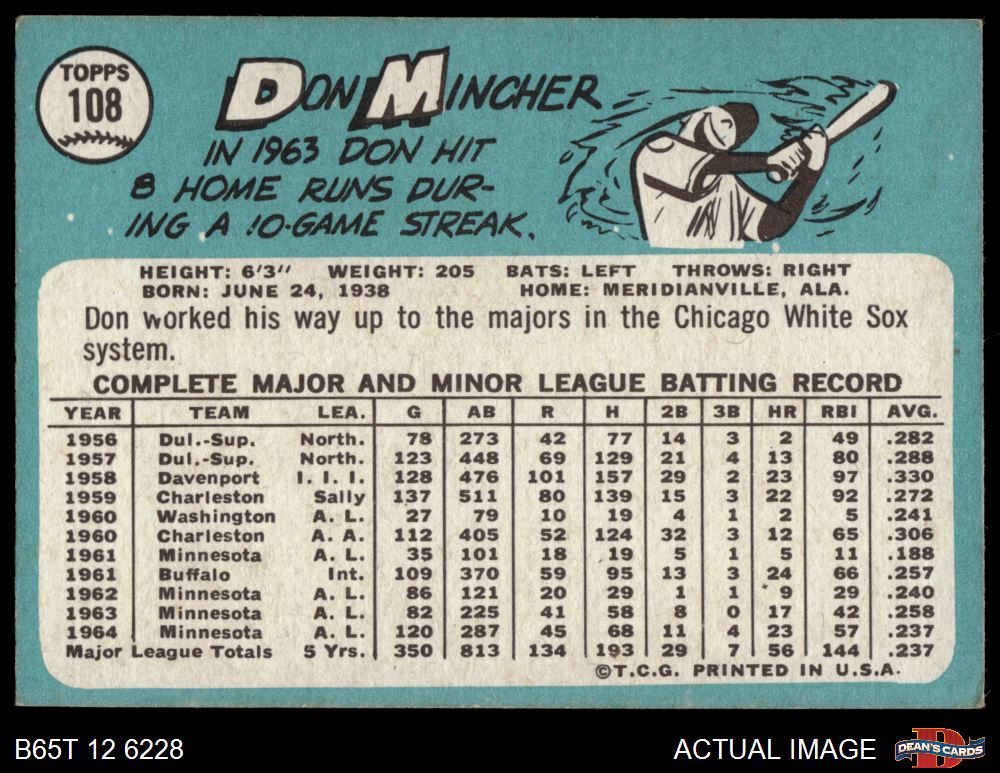 TOPPS
108
DON MINCHER
IN 1963 DON HIT
8 HOME RUNS DUR-
ING A 10-GAME STREAK.
HEIGHT: 6'3" WEIGHT: 205 BATS: LEFT THROWS: RIGHT
BORN: JUNE 24, 1938 HOME: MERIDIANVILLE, ALA.
Don worked his way up to the majors in the Chicago White Sox
system.
COMPLETE MAJOR AND MINOR LEAGUE BATTING RECORD
YEAR TEAM LEA. G AB R H 2B 3B HR RBI AVG.
1956 Dul.-Sup. North. 78 273 42 77 14 3 2 49 .282
1957 Dul.-Sup. North. 123 448 69 129 21 4 13 80 .288
1958 Davenport I. I. I. 128 476 101 157 29 2 23 97 .330
1959 Charleston Sally 137 511 80 139 15 3 22 92 .272
1960 Washington A. L. 27 79 10 19 4 1 2 5 .241
1960 Charleston A. A. 112 405 52 124 32 3 12 65 .306
1961 Minnesota A. L. 35 101 18 19 5 1 5 11 .188
1961 Buffalo Int. 109 370 59 95 13 3 24 66 .257
1962 Minnesota A. L. 86 121 20 29 1 1 9 29 .240
1963 Minnesota A. L. 82 225 41 58 8 0 17 42 .258
1964 Minnesota A. L. 120 287 45 68 11 4 23 57 .237
Major League Totals 5 Yrs. 350 813 134 193 29 7 56 144 .237
©T.C.G. PRINTED IN U.S.A.
B65T 12 6228 ACTUAL IMAGE
D
DEAN'S CARDS